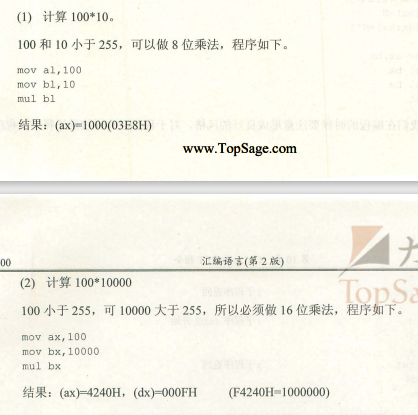 (1) 计算 100*10。
100 和 10 小于 255，可以做 8 位乘法，程序如下。
mov al,100
mov bl,10
mul bl
结果：(ax)=1000(03E8H)
www.TopSage.com
00 汇编语言(第 2 版)
TopSa
(2) 计算 100*10000
100 小于 255，可 10000 大于 255，所以必须做 16 位乘法，程序如下。
mov ax,100
mov bx,10000
mul bx
结果：(ax)=4240H，(dx)=000FH (F4240H=1000000)